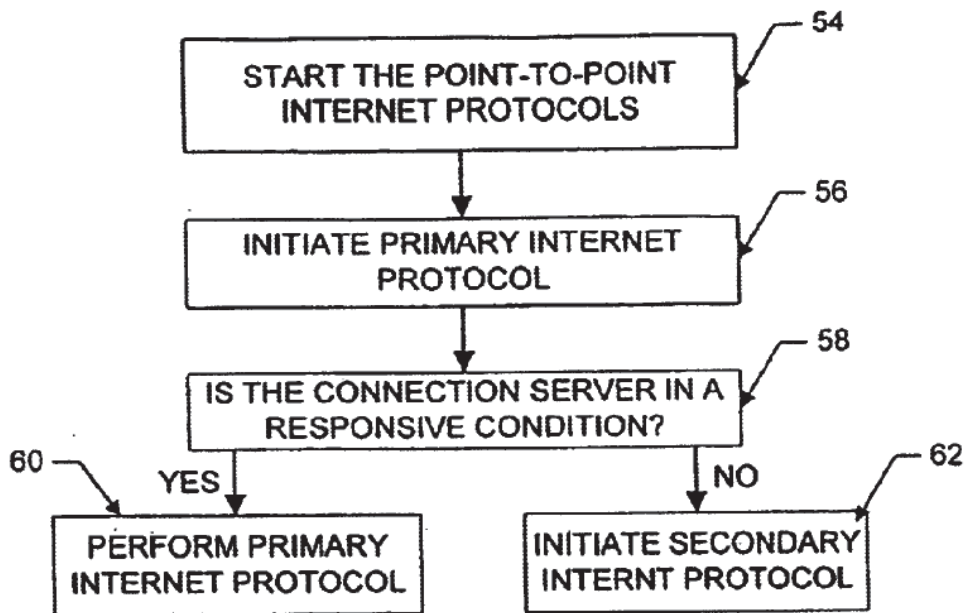 54
START THE POINT-TO-POINT
INTERNET PROTOCOLS
56
INITIATE PRIMARY INTERNET
PROTOCOL
58
IS THE CONNECTION SERVER IN A
RESPONSIVE CONDITION?
60
YES
NO
62
PERFORM PRIMARY
INTERNET PROTOCOL
INITIATE SECONDARY
INTERNT PROTOCOL